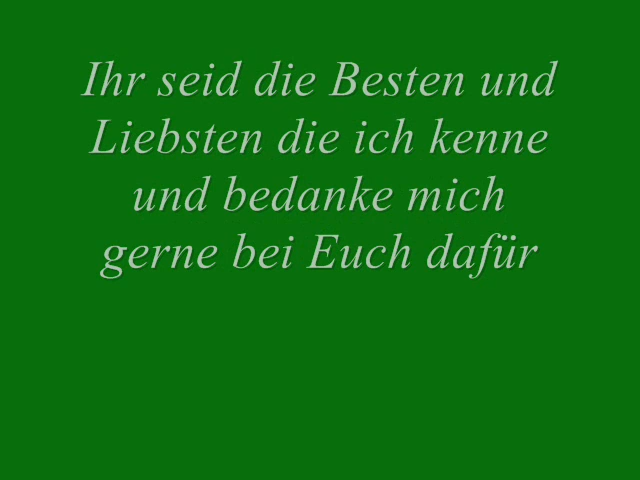 Ihr seid die Besten und
Liebsten die ich kenne
und bedanke mich
gerne bei Euch dafür